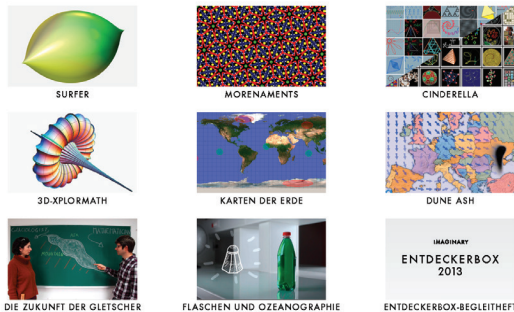 SURFER
MORENAMENTS
CINDERELLA
3D-XPLORMATH
KARTEN DER ERDE
DUNE ASH
IMAGINARY
ENTDECKERBOX
2013
DIE ZUKUNFT DER GLETSCHER
FLASCHEN UND OZEANOGRAPHIE
ENTDECKERBOX-BEGLEITHEFT